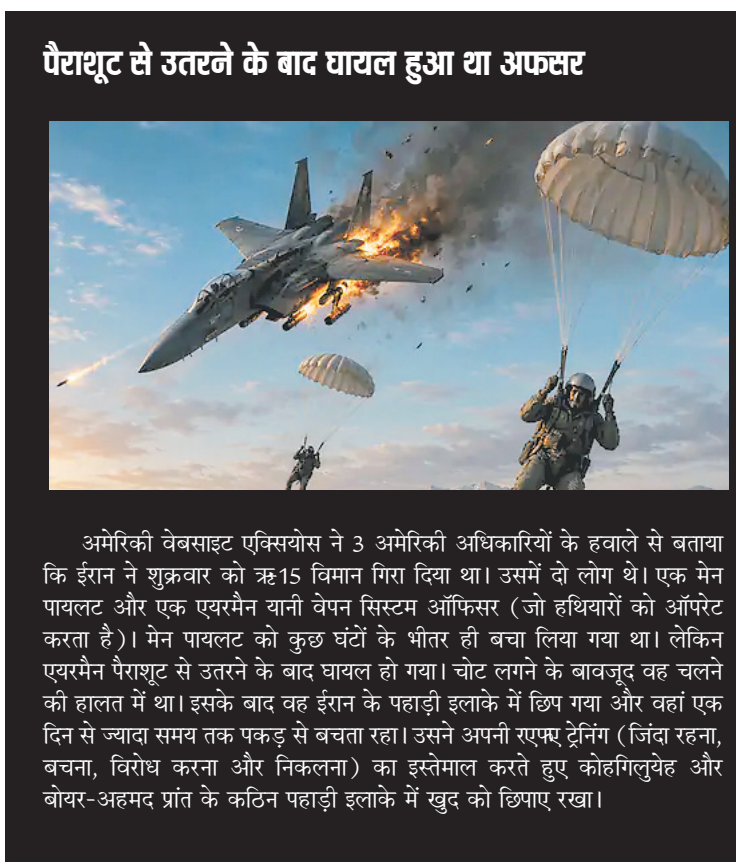 पैराशूट से उतरने के बाद घायल हुआ था अफसर
अमेरिकी वेबसाइट एक्सियोस ने 3 अमेरिकी अधिकारियों के हवाले से बताया
कि ईरान ने शुक्रवार को ऋ15 विमान गिरा दिया था। उसमें दो लोग थे। एक मेन
पायलट और एक एयरमैन यानी वेपन सिस्टम ऑफिसर (जो हथियारों को ऑपरेट
करता है)। मेन पायलट को कुछ घंटों के भीतर ही बचा लिया गया था। लेकिन
एयरमैन पैराशूट से उतरने के बाद घायल हो गया। चोट लगने के बावजूद वह चलने
की हालत में था। इसके बाद वह ईरान के पहाड़ी इलाके में छिप गया और वहां एक
दिन से ज्यादा समय तक पकड़ से बचता रहा। उसने अपनी रएफए ट्रेनिंग (जिंदा रहना,
बचना, विरोध करना और निकलना) का इस्तेमाल करते हुए कोहगिलुयेह और
बोयर-अहमद प्रांत के कठिन पहाड़ी इलाके में खुद को छिपाए रखा।